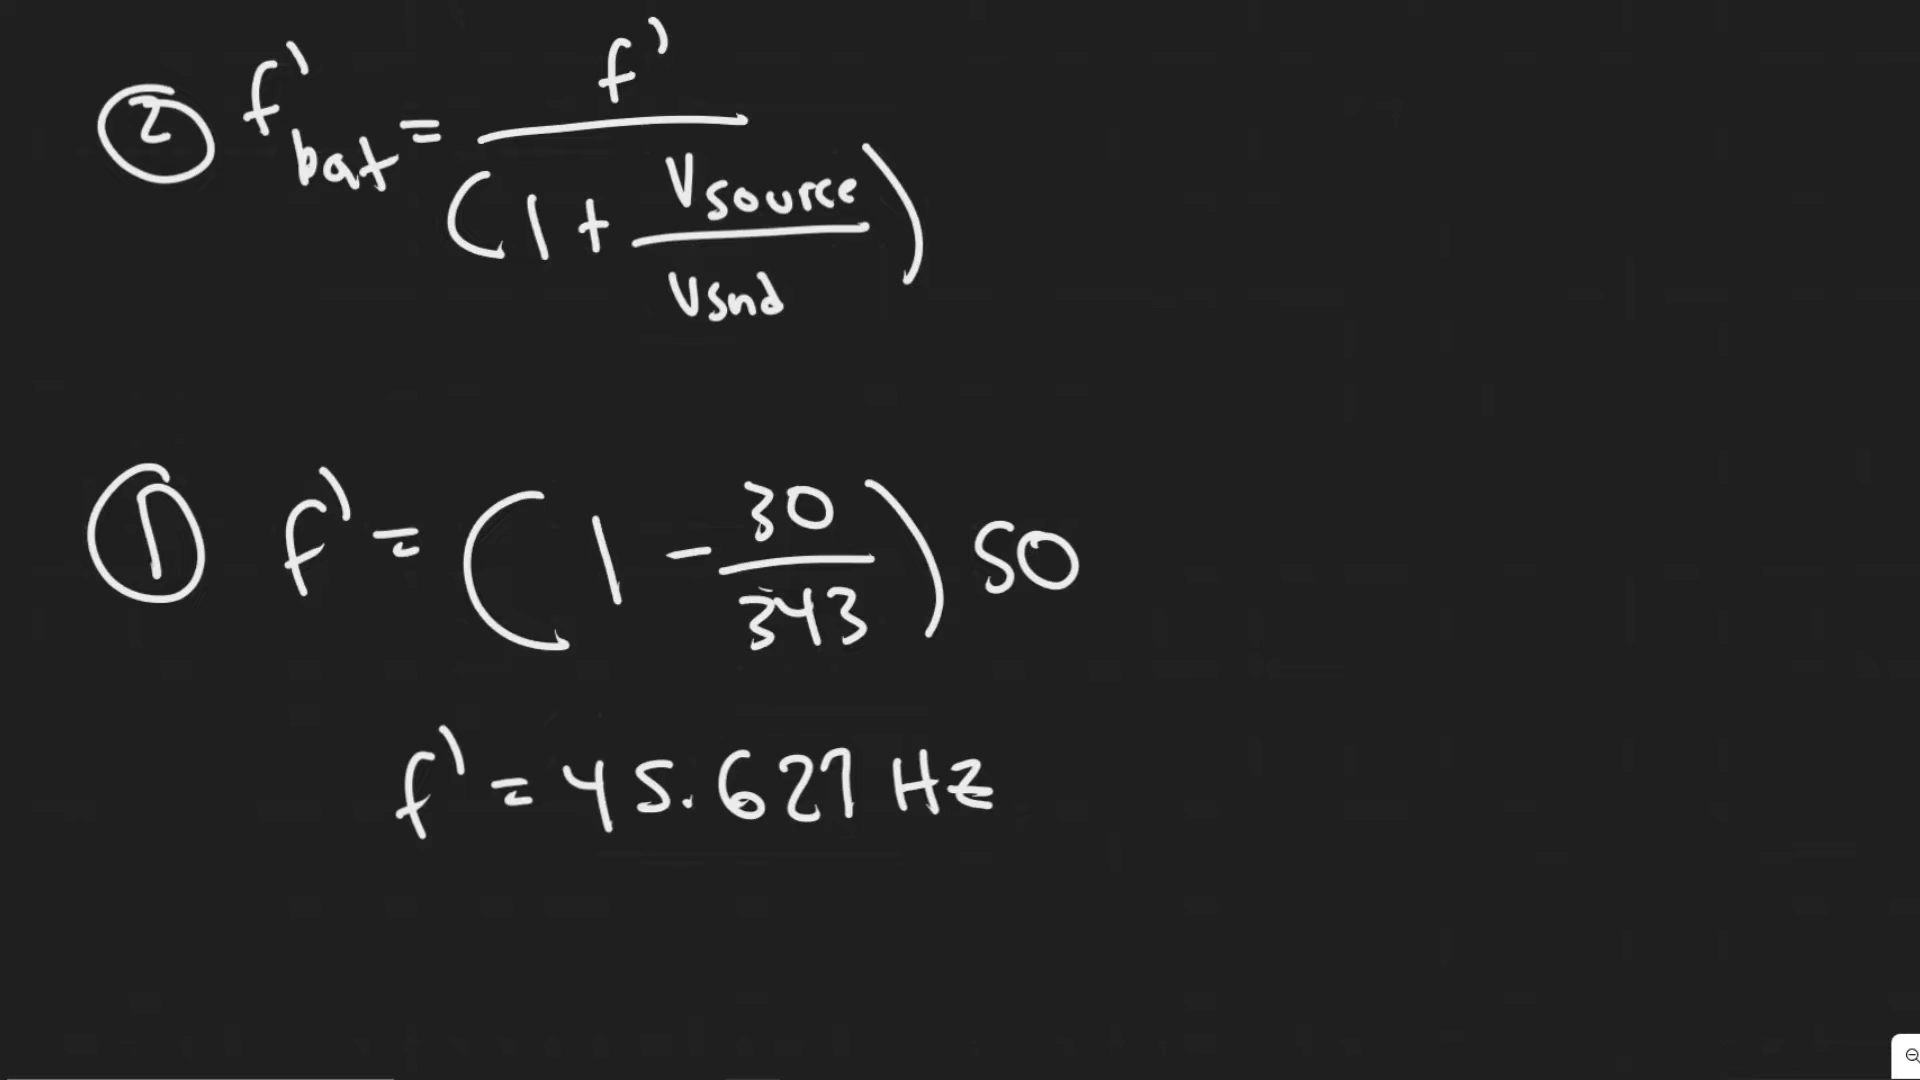 ② f'bat = f' / (1 + Vsource / Vsnd)
① f' = (1 - 30/343) 50
f' = 45.627 Hz